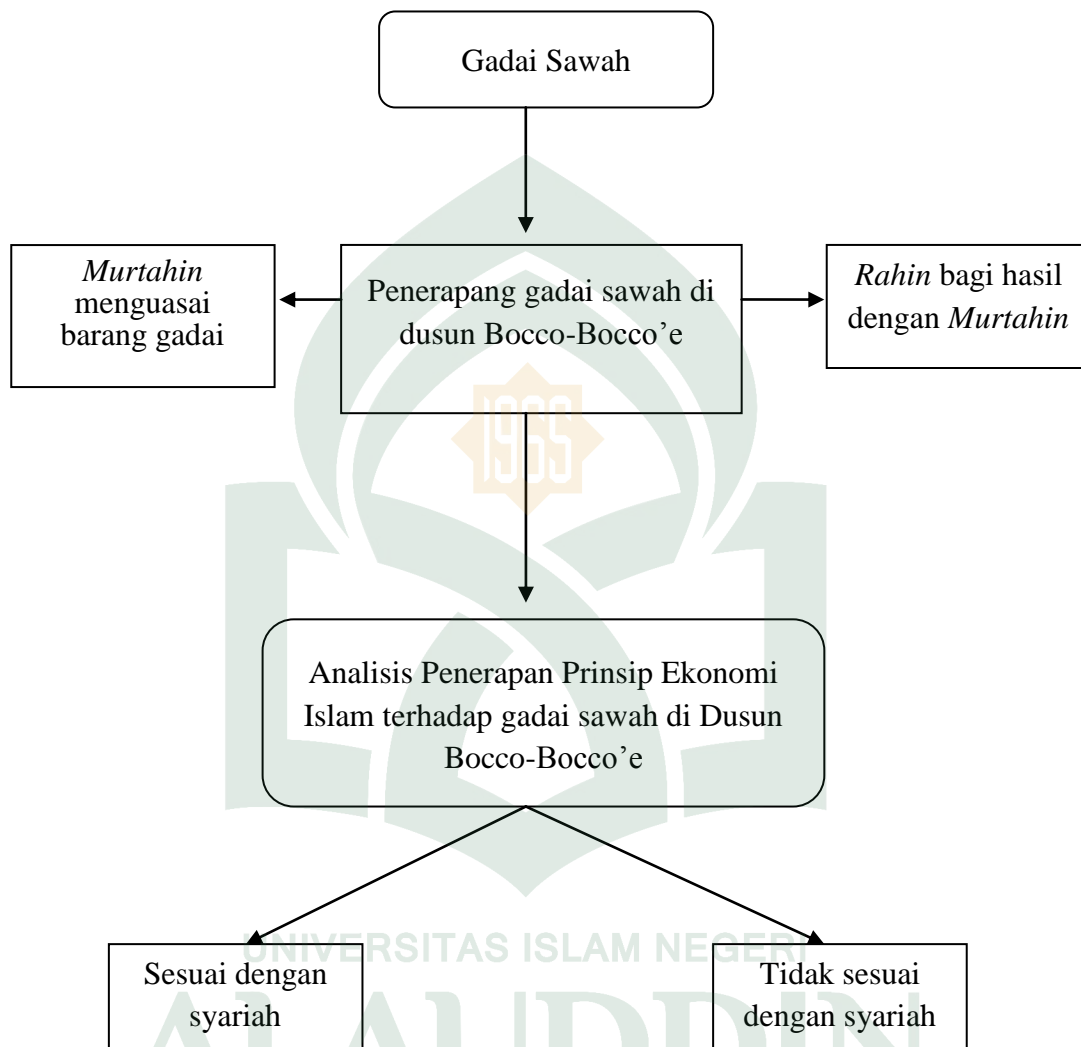 Gadai Sawah
Murtahin
menguasai
barang gadai
Penerapang gadai sawah di
dusun Bocco-Bocco’e
Rahin bagi hasil
dengan Murtahin
1965
Analisis Penerapan Prinsip Ekonomi
Islam terhadap gadai sawah di Dusun
Bocco-Bocco’e
UNIVERSITAS ISLAM NEGERI
Sesuai dengan
syariah
Tidak sesuai
dengan syariah
ALAUDDIN